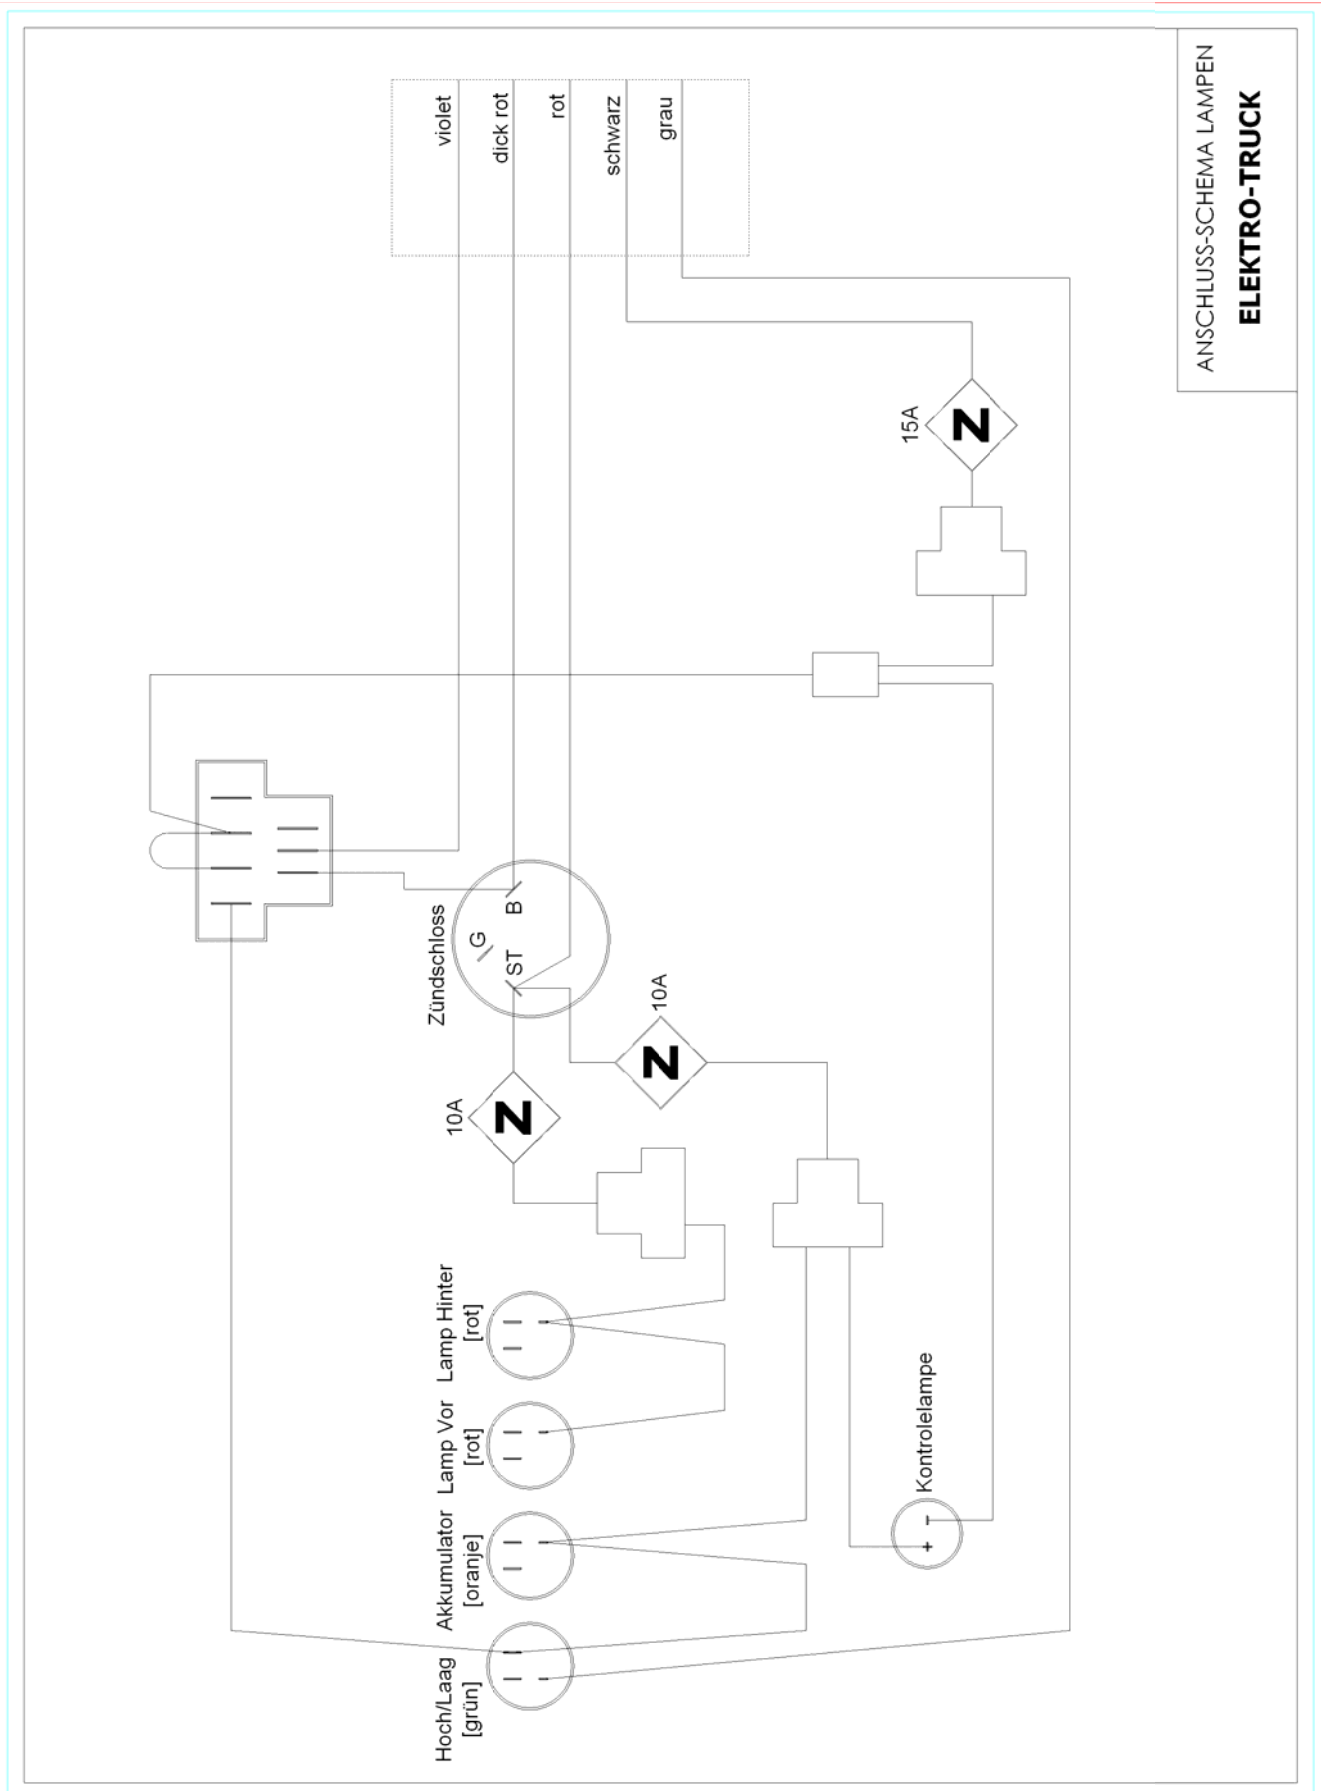 violet
dick rot
rot
schwarz
grau
15A
Zündschloss
G
ST
B
10A
10A
Z
Z
Z
Hoch/Laag
[grün]
Akkumulator
[oranje]
Lamp Vor
[rot]
Lamp Hinter
[rot]
Kontrolelampe
+
-
ANSCHLUSS-SCHEMA LAMPEN
ELEKTRO-TRUCK